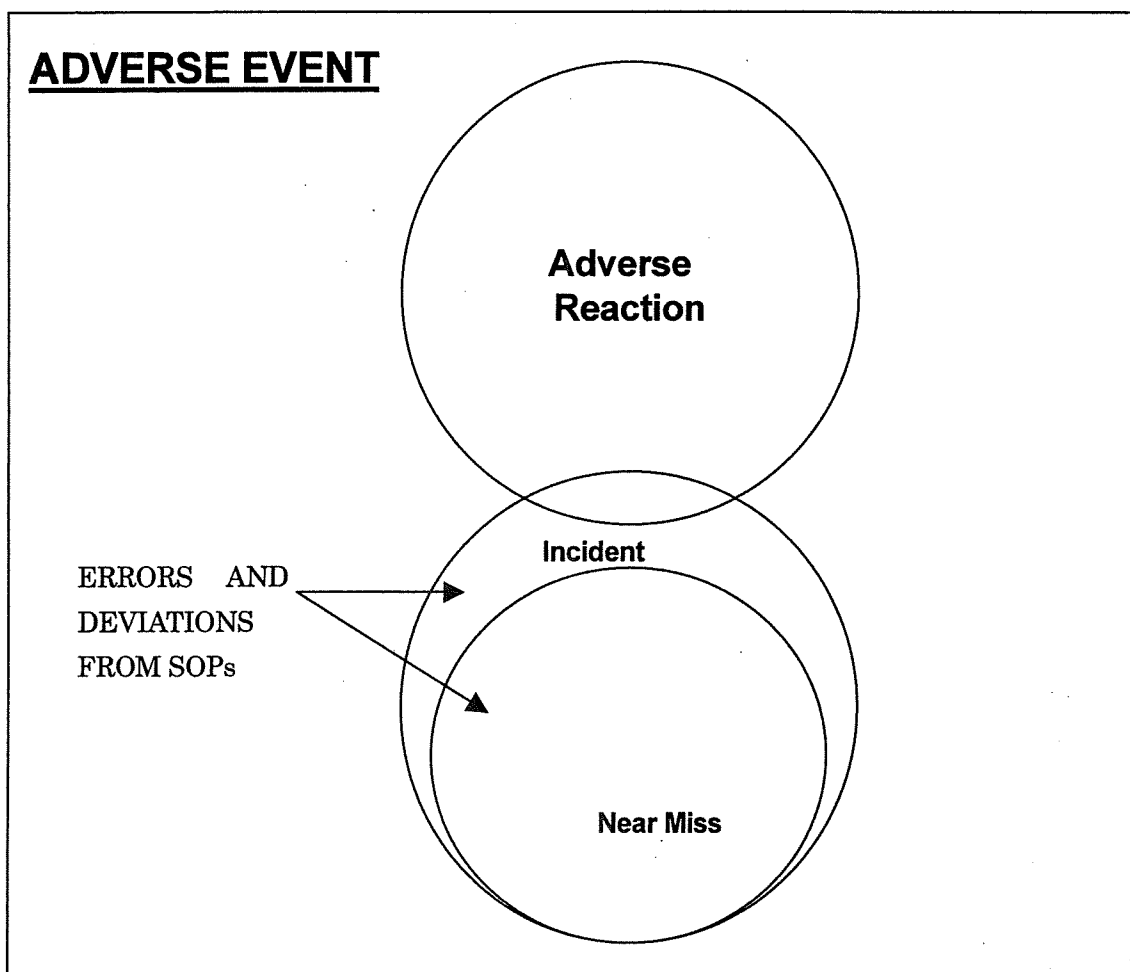 ADVERSE EVENT
Adverse
Reaction
Incident
ERRORS AND
DEVIATIONS
FROM SOPs
Near Miss